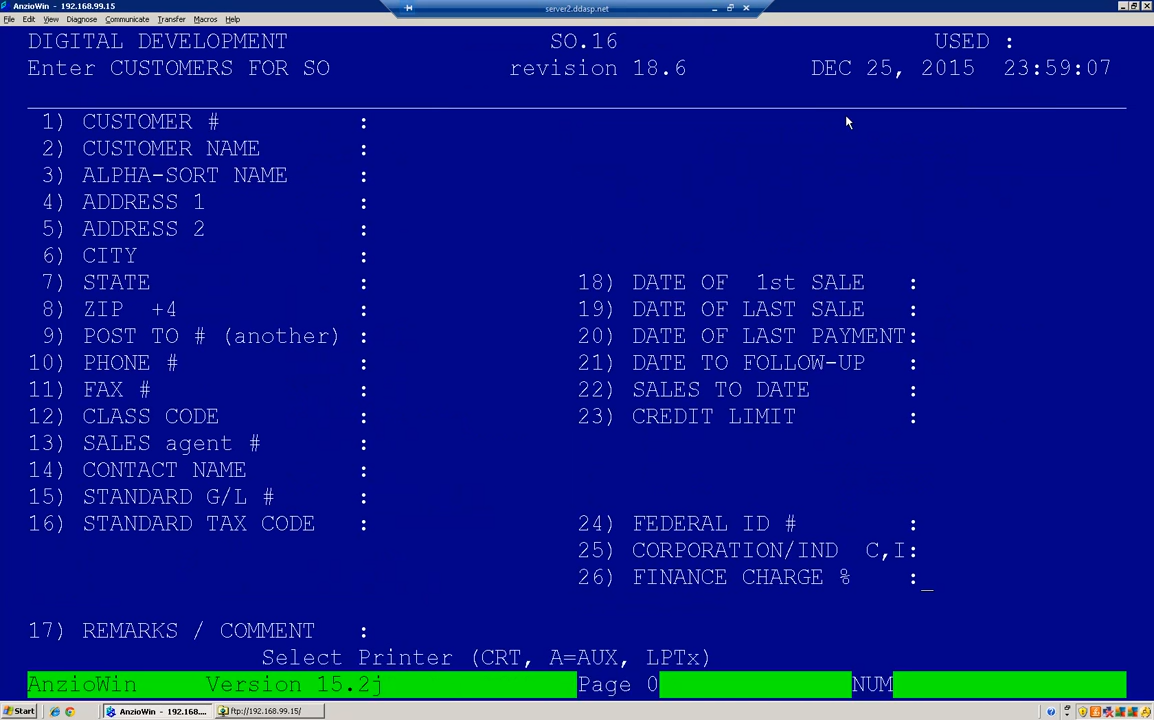 AnzioWin - 192.168.99.15
server2.ddasp.net
File Edit View Diagnose Communicate Transfer Macros Help
DIGITAL DEVELOPMENT SO.16 USED :
Enter CUSTOMERS FOR SO revision 18.6 DEC 25, 2015 23:59:07
1) CUSTOMER # :
2) CUSTOMER NAME :
3) ALPHA-SORT NAME :
4) ADDRESS 1 :
5) ADDRESS 2 :
6) CITY :
7) STATE : 18) DATE OF 1st SALE :
8) ZIP +4 : 19) DATE OF LAST SALE :
9) POST TO # (another) : 20) DATE OF LAST PAYMENT:
10) PHONE # : 21) DATE TO FOLLOW-UP :
11) FAX # : 22) SALES TO DATE :
12) CLASS CODE : 23) CREDIT LIMIT :
13) SALES agent # :
14) CONTACT NAME :
15) STANDARD G/L # :
16) STANDARD TAX CODE : 24) FEDERAL ID # :
25) CORPORATION/IND C,I:
26) FINANCE CHARGE % :_
17) REMARKS / COMMENT :
Select Printer (CRT, A=AUX, LPTx)
AnzioWin Version 15.2j Page 0 NUM
Start AnzioWin - 192.168.... ftp://192.168.99.15/ 11:59 PM